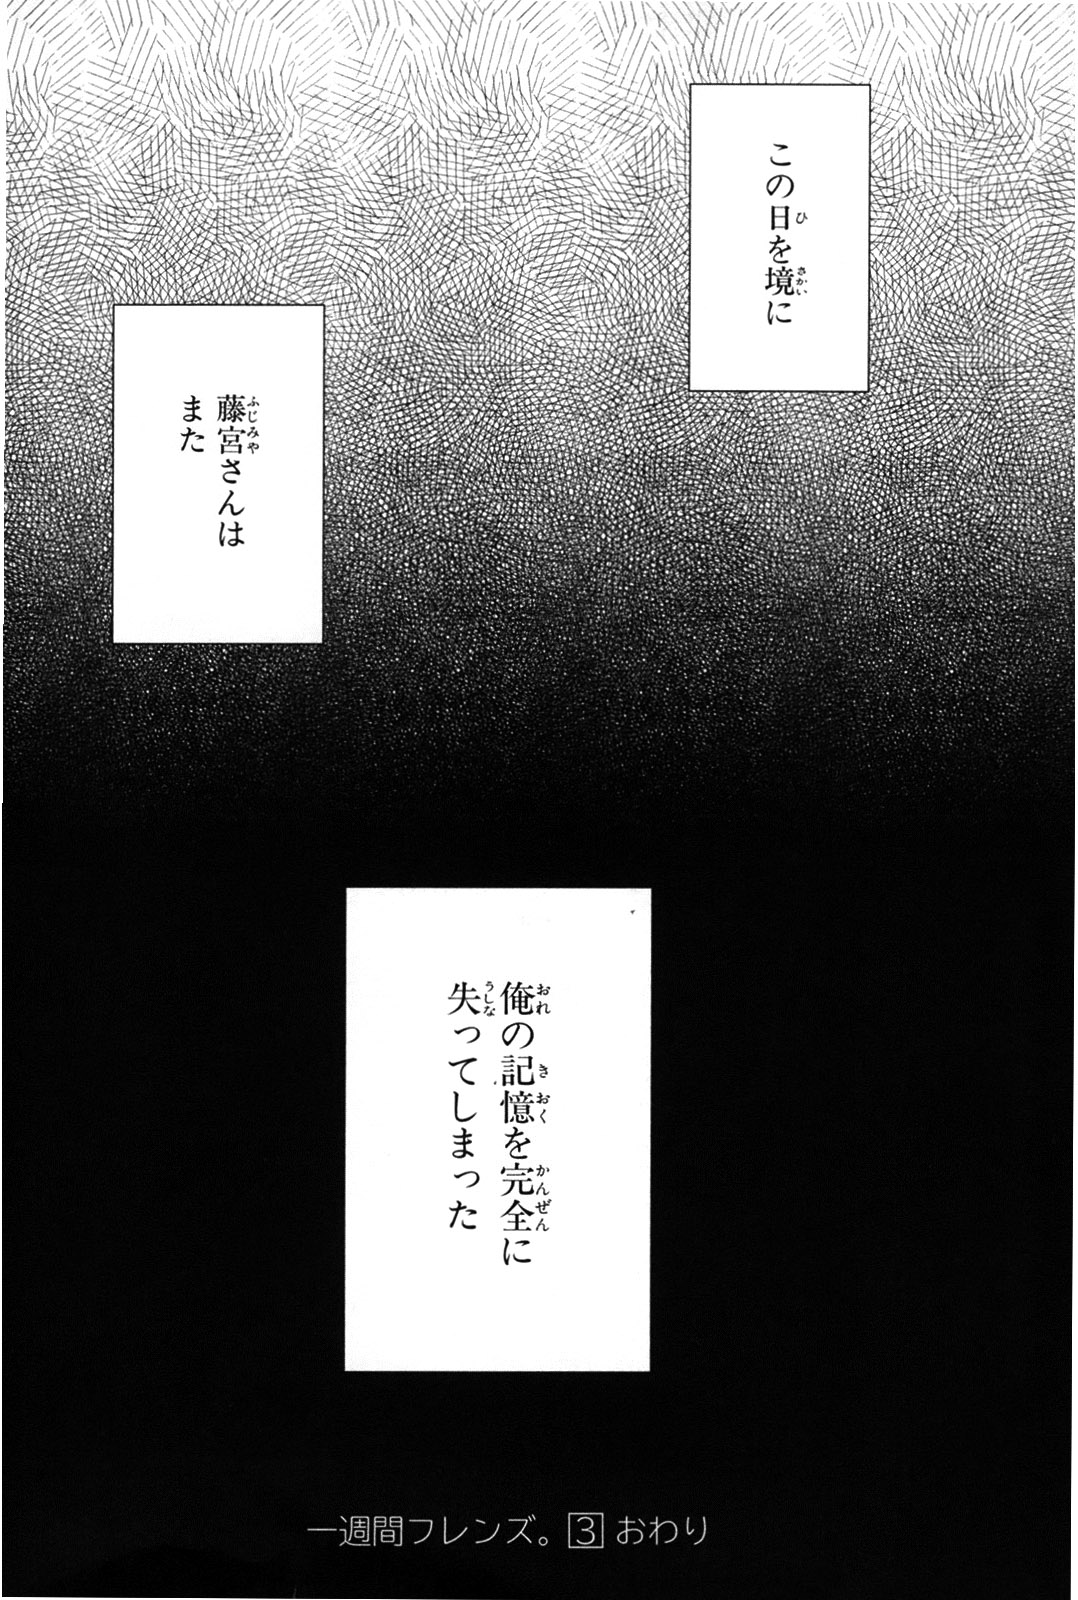 この日を境に
藤宮さんは
また
俺の記憶を完全に
失ってしまった
一週間フレンズ。3 おわり